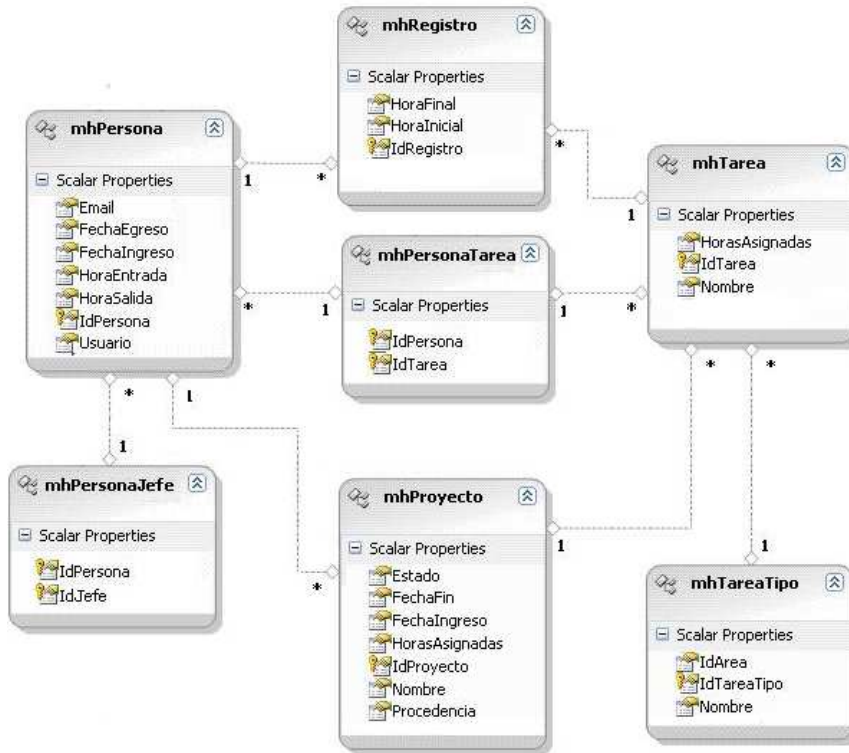 mhRegistro
Scalar Properties
HoraFinal
HoraInicial
IdRegistro
mhPersona
Scalar Properties
Email
FechaEgreso
FechaIngreso
HoraEntrada
HoraSalida
IdPersona
Usuario
1
*
*
1
mhTarea
Scalar Properties
HorasAsignadas
IdTarea
Nombre
mhPersonaTarea
Scalar Properties
IdPersona
IdTarea
*
1
1
*
*
1
1
*
*
*
1
1
mhPersonaJefe
Scalar Properties
IdPersona
IdJefe
mhProyecto
Scalar Properties
Estado
FechaFin
FechaIngreso
HorasAsignadas
IdProyecto
Nombre
Procedencia
mhTareaTipo
Scalar Properties
IdArea
IdTareaTipo
Nombre